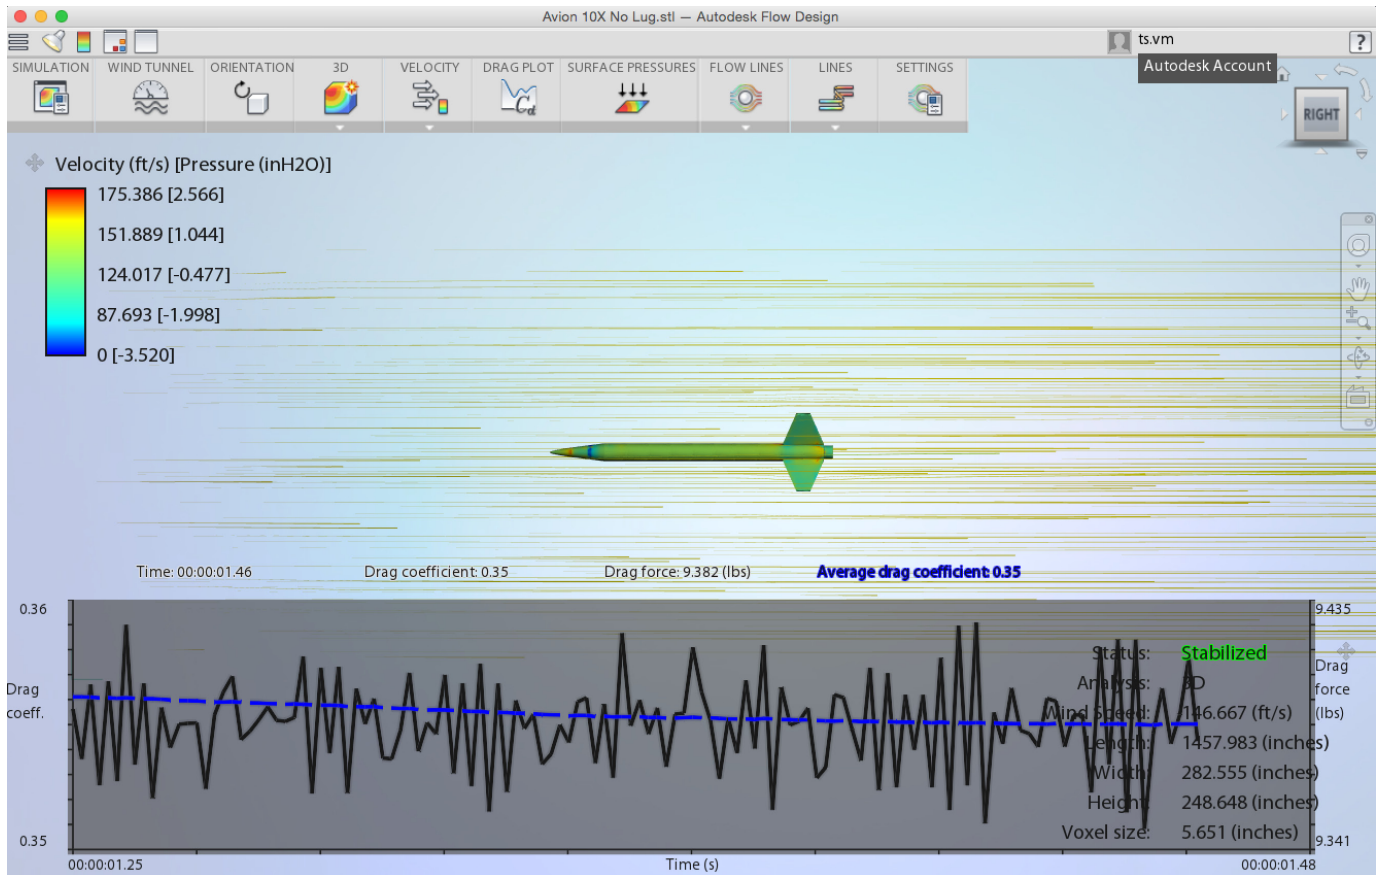 Avion 10X No Lug.stl — Autodesk Flow Design
ts.vm
?
Autodesk Account
SIMULATION WIND TUNNEL ORIENTATION 3D VELOCITY DRAG PLOT SURFACE PRESSURES FLOW LINES LINES SETTINGS
Cd
RIGHT
Velocity (ft/s) [Pressure (inH2O)]
175.386 [2.566]
151.889 [1.044]
124.017 [-0.477]
87.693 [-1.998]
0 [-3.520]
Time: 00:00:01.46 Drag coefficient: 0.35 Drag force: 9.382 (lbs) Average drag coefficient: 0.35
0.36
9.435
Drag
coeff.
0.35
Drag
force
(lbs)
9.341
Status: Stabilized
Analysis: 3D
Wind Speed: 146.667 (ft/s)
Length: 1457.983 (inches)
Width: 282.555 (inches)
Height: 248.648 (inches)
Voxel size: 5.651 (inches)
00:00:01.25 Time (s) 00:00:01.48